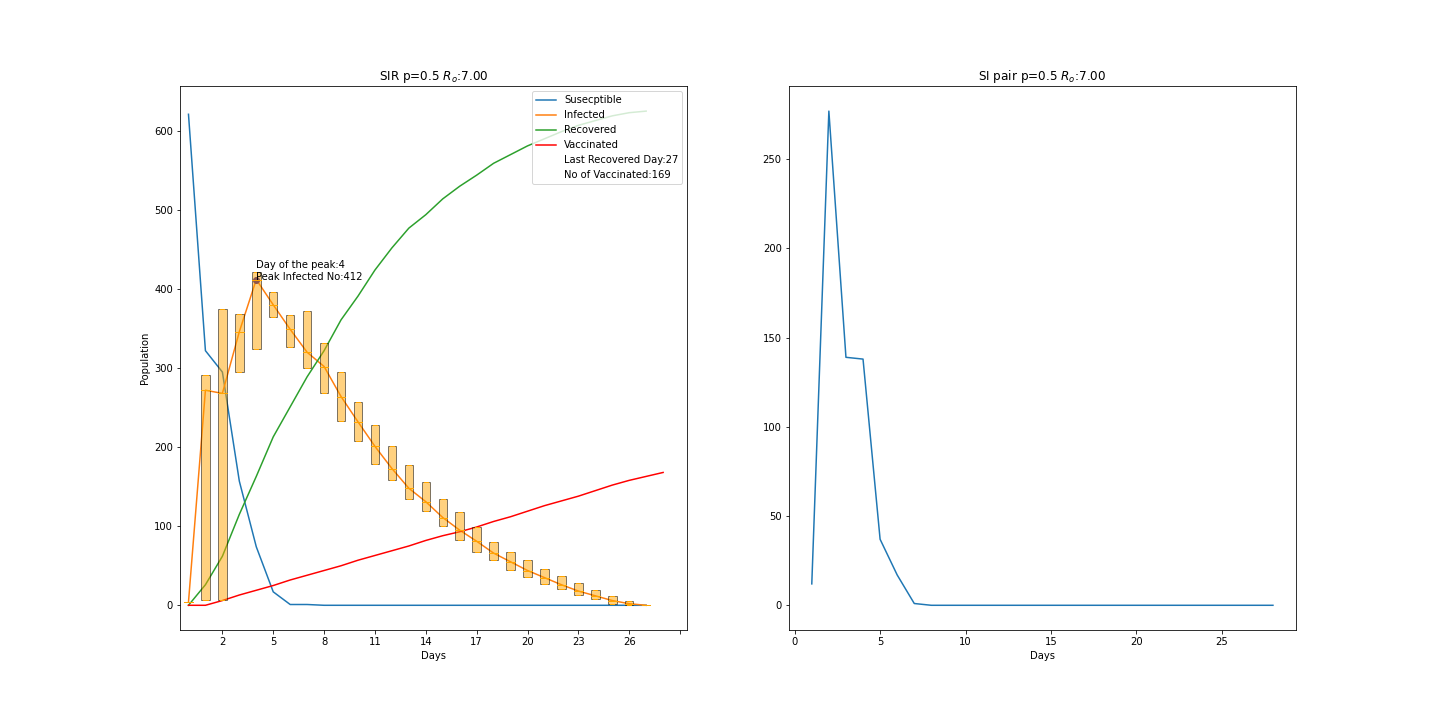 SIR p=0.5 Ro:7.00
Susecptible
Infected
Recovered
Vaccinated
Last Recovered Day:27
No of Vaccinated:169
Day of the peak:4
Peak Infected No:412
Population
600
500
400
300
200
100
0
2 5 8 11 14 17 20 23 26
Days
SI pair p=0.5 Ro:7.00
250
200
150
100
50
0
0 5 10 15 20 25
Days